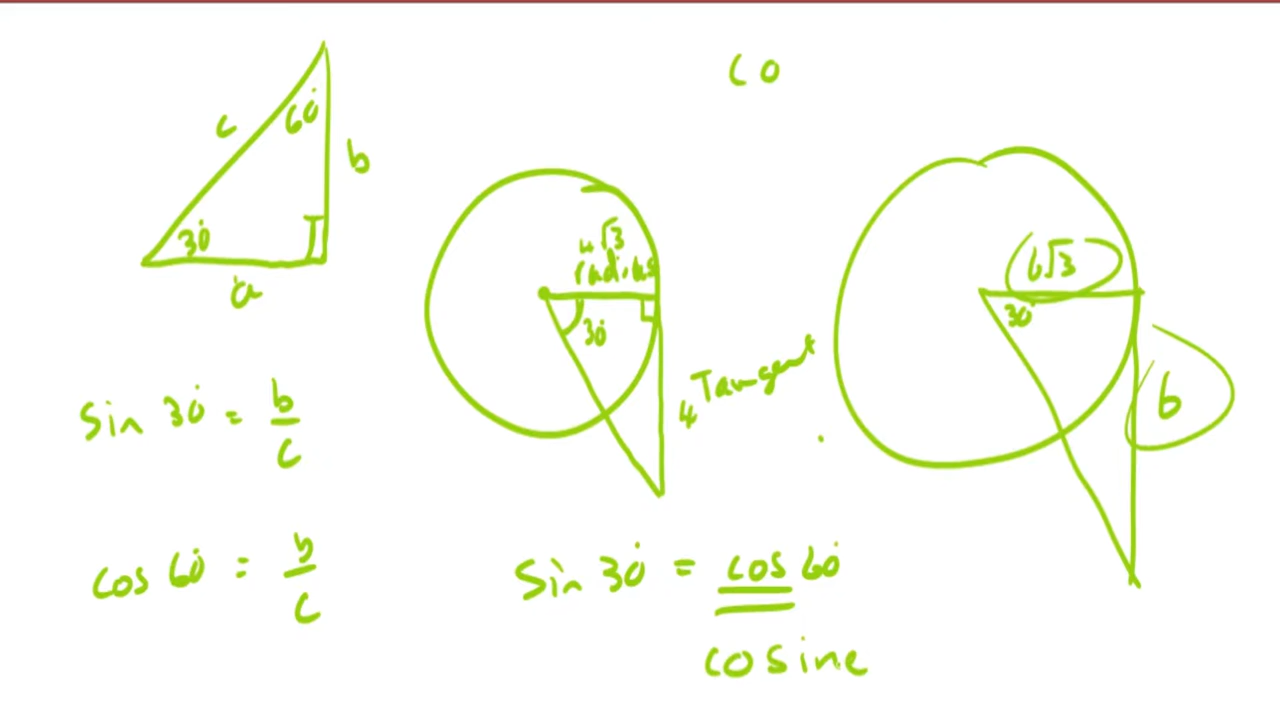 co
c
60°
b
30°
a
4√3
radius
30°
4 Tangent
6√3
30°
6
sin 30° = b/c
cos 60° = b/c
sin 30° = cos 60°
cosine